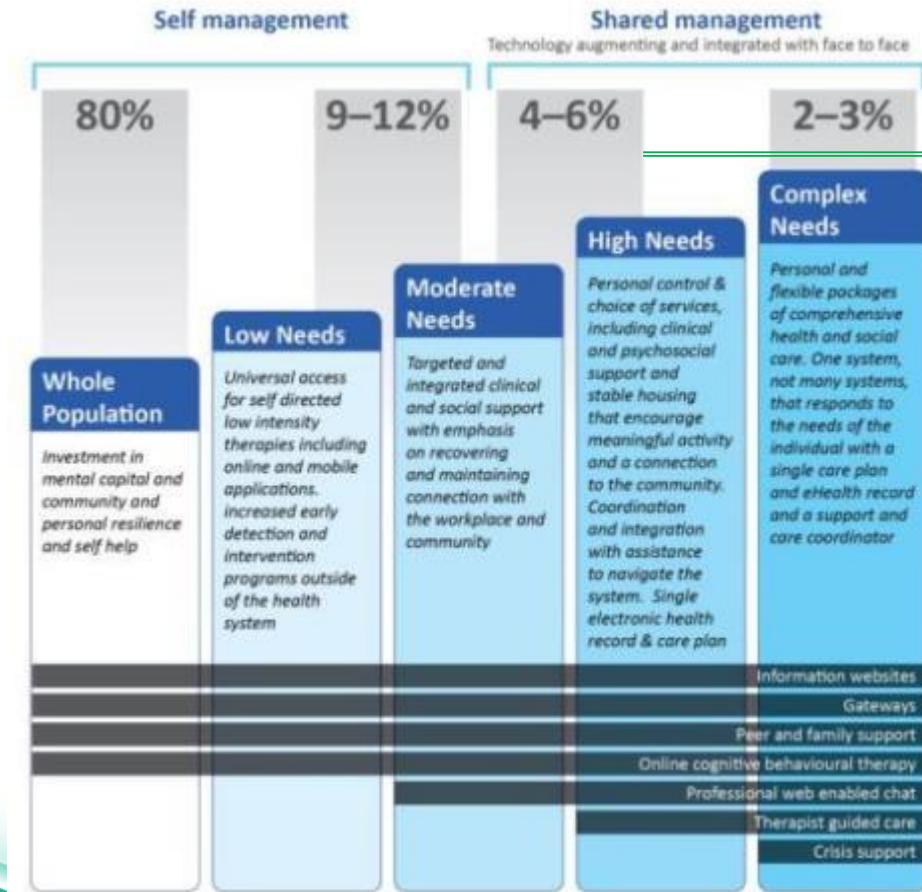 Self management
Shared management
Technology augmenting and integrated with face to face
80%
9–12%
4–6%
2–3%
Whole
Population
Investment in
mental capital and
community and
personal resilience
and self help
Low Needs
Universal access
for self directed
low intensity
therapies including
online and mobile
applications.
increased early
detection and
intervention
programs outside
of the health
system
Moderate
Needs
Targeted and
integrated clinical
and social support
with emphasis
on recovering
and maintaining
connection with
the workplace and
community
High Needs
Personal control &
choice of services,
including clinical
and psychosocial
support and
stable housing
that encourage
meaningful activity
and a connection
to the community.
Coordination
and integration
with assistance
to navigate the
system. Single
electronic health
record & care plan
Complex
Needs
Personal and
flexible packages
of comprehensive
health and social
care. One system,
not many systems,
that responds to
the needs of the
individual with a
single care plan
and eHealth record
and a support and
care coordinator
Information websites
Gateways
Peer and family support
Online cognitive behavioural therapy
Professional web enabled chat
Therapist guided care
Crisis support